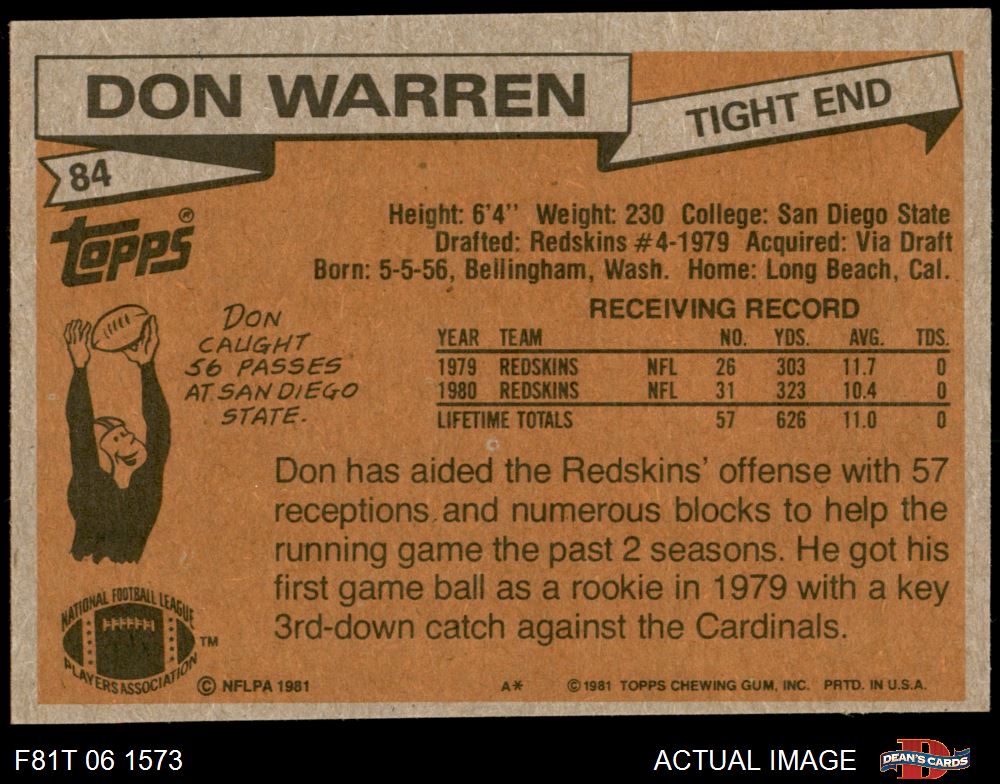 DON WARREN
TIGHT END
84
topps®
Height: 6'4" Weight: 230 College: San Diego State
Drafted: Redskins #4-1979 Acquired: Via Draft
Born: 5-5-56, Bellingham, Wash. Home: Long Beach, Cal.
DON
CAUGHT
56 PASSES
AT SAN DIEGO
STATE.
RECEIVING RECORD
YEAR TEAM NO. YDS. AVG. TDS.
1979 REDSKINS NFL 26 303 11.7 0
1980 REDSKINS NFL 31 323 10.4 0
LIFETIME TOTALS 57 626 11.0 0
Don has aided the Redskins' offense with 57
receptions and numerous blocks to help the
running game the past 2 seasons. He got his
first game ball as a rookie in 1979 with a key
3rd-down catch against the Cardinals.
NATIONAL FOOTBALL LEAGUE
PLAYERS ASSOCIATION
TM
© NFLPA 1981
A*
© 1981 TOPPS CHEWING GUM, INC. PRTD. IN U.S.A.
F81T 06 1573
ACTUAL IMAGE
D
DEAN'S CARDS